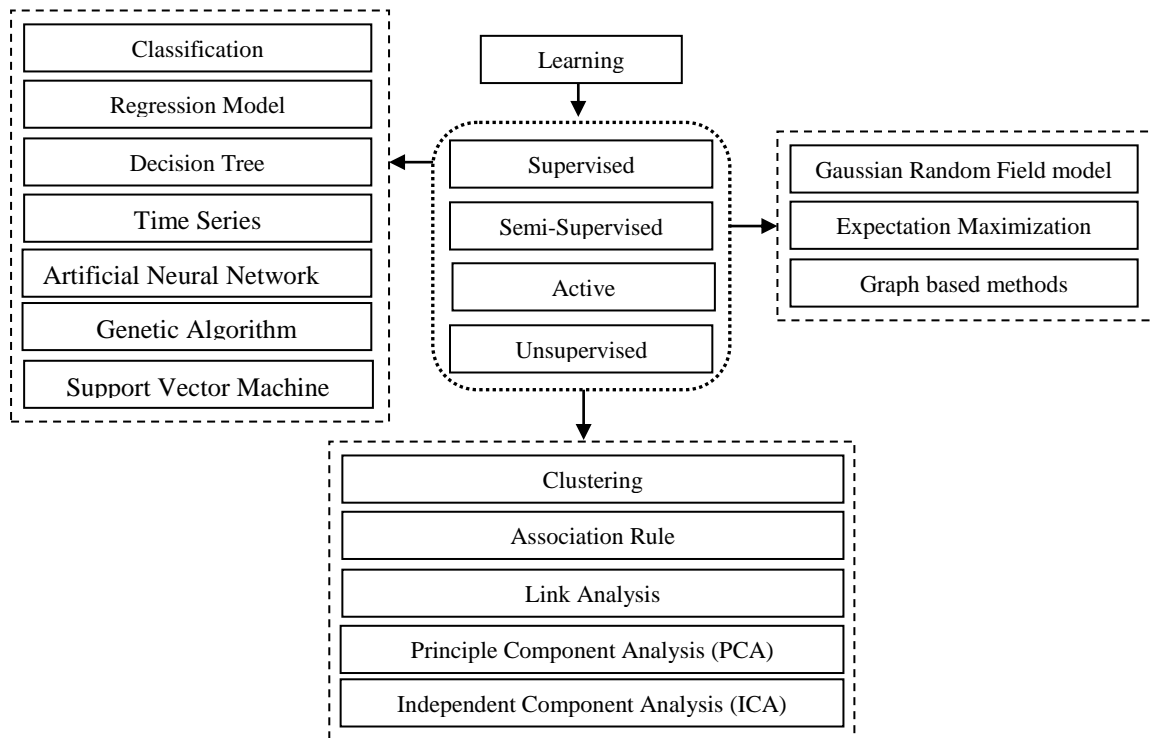 Learning
Supervised
Semi-Supervised
Active
Unsupervised
Classification
Regression Model
Decision Tree
Time Series
Artificial Neural Network
Genetic Algorithm
Support Vector Machine
Gaussian Random Field model
Expectation Maximization
Graph based methods
Clustering
Association Rule
Link Analysis
Principle Component Analysis (PCA)
Independent Component Analysis (ICA)